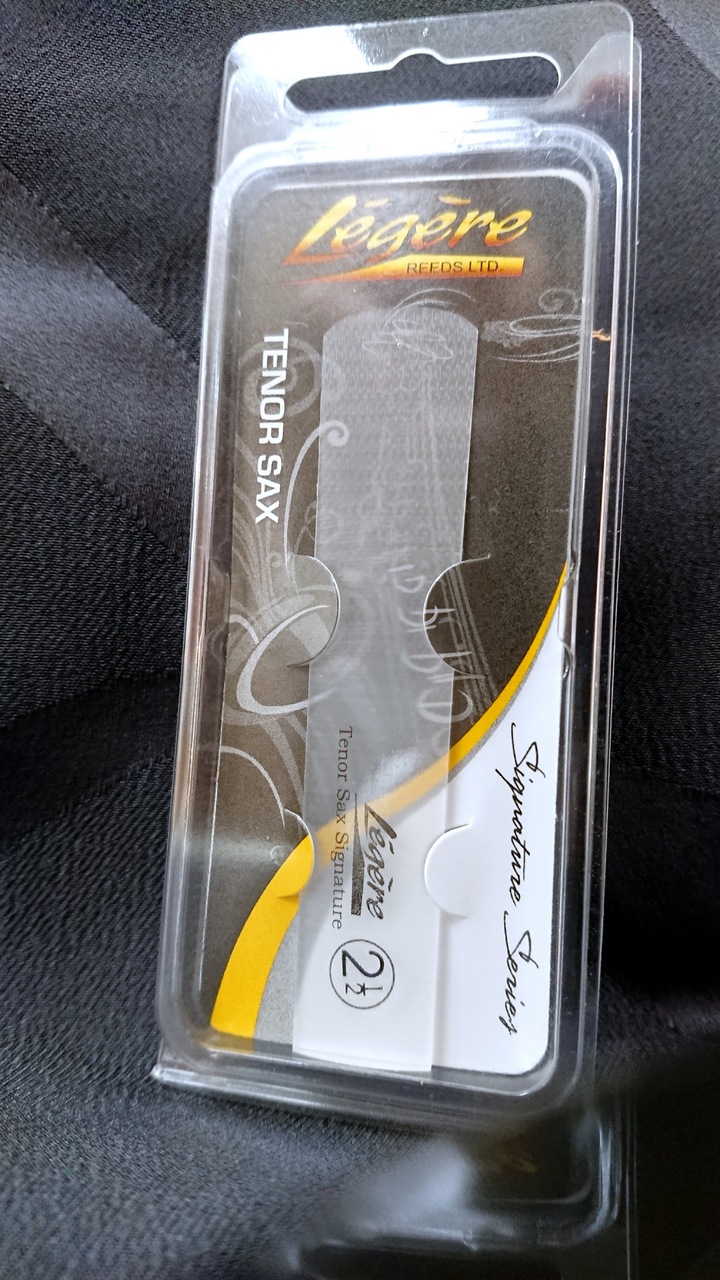 Légère
REEDS LTD.
TENOR SAX
Légère
Tenor Sax Signature
2½
Signature Series